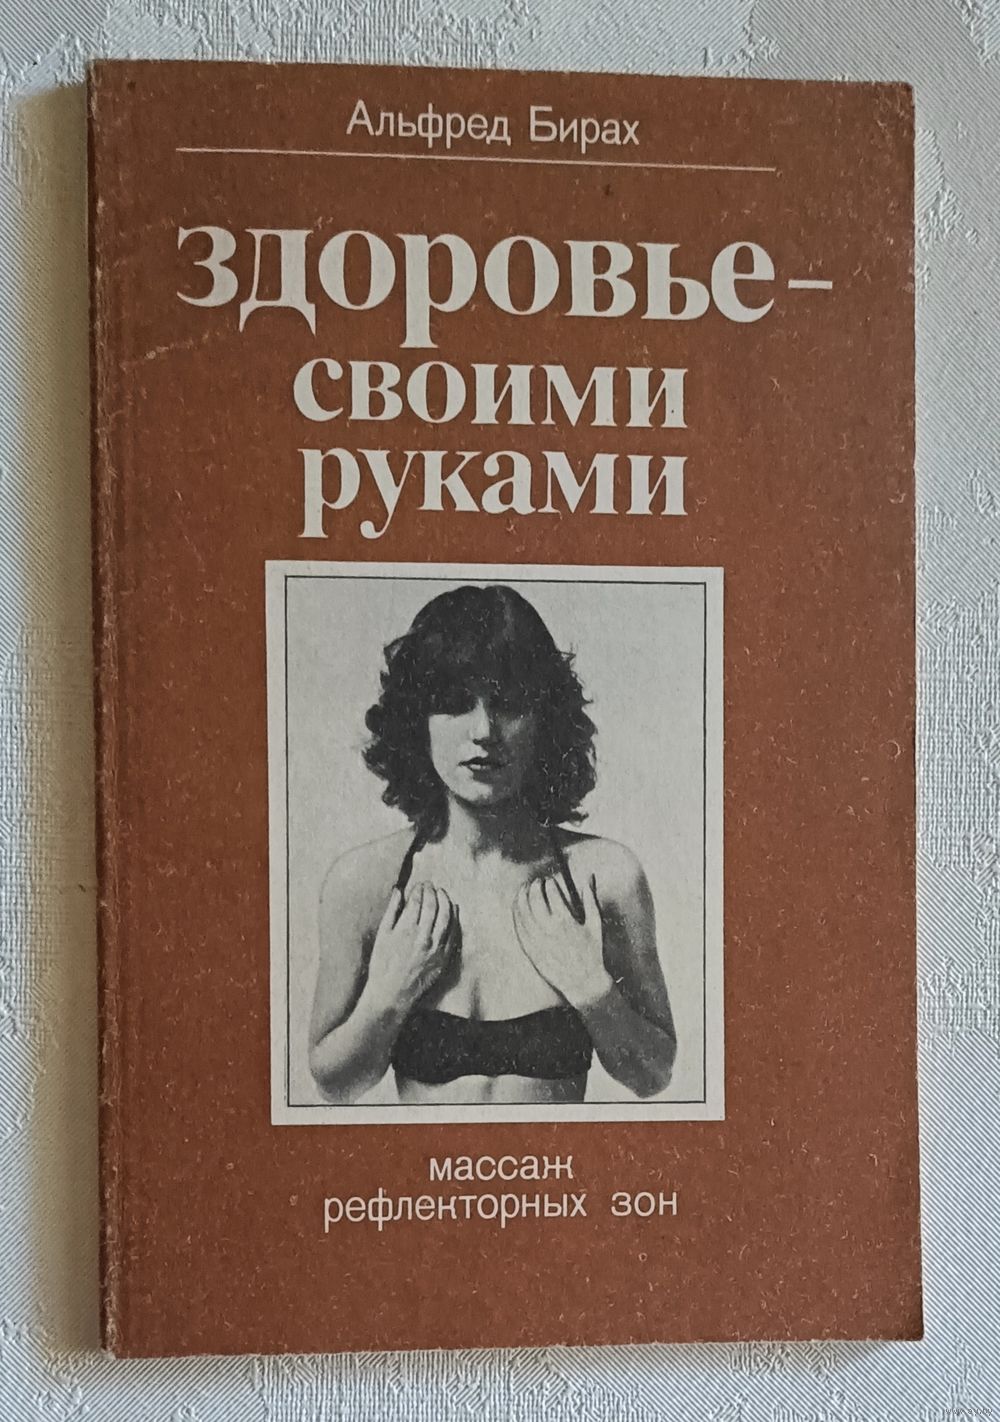 Альфред Бирах
здоровье–
своими
руками
массаж
рефлекторных зон